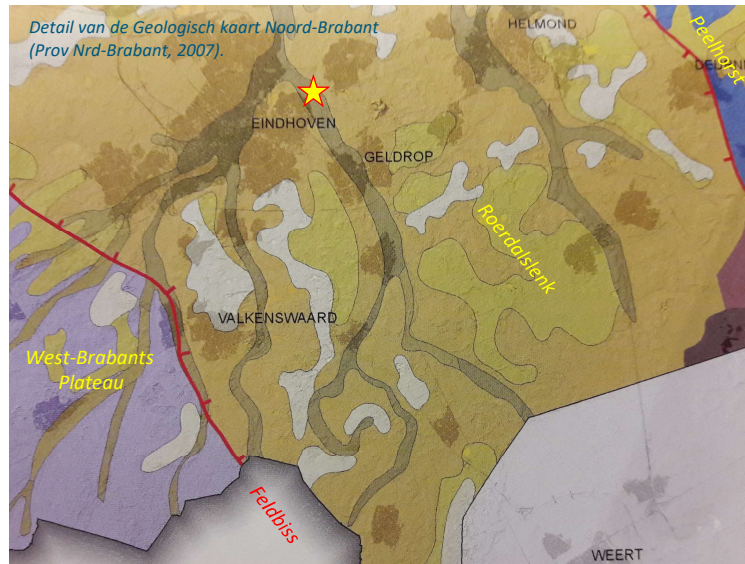 Detail van de Geologisch kaart Noord-Brabant
(Prov Nrd-Brabant, 2007).
HELMOND
Peelhorst
EINDHOVEN
GELDROP
Roerdalslenk
VALKENSWAARD
West-Brabants
Plateau
Feldbiss
WEERT